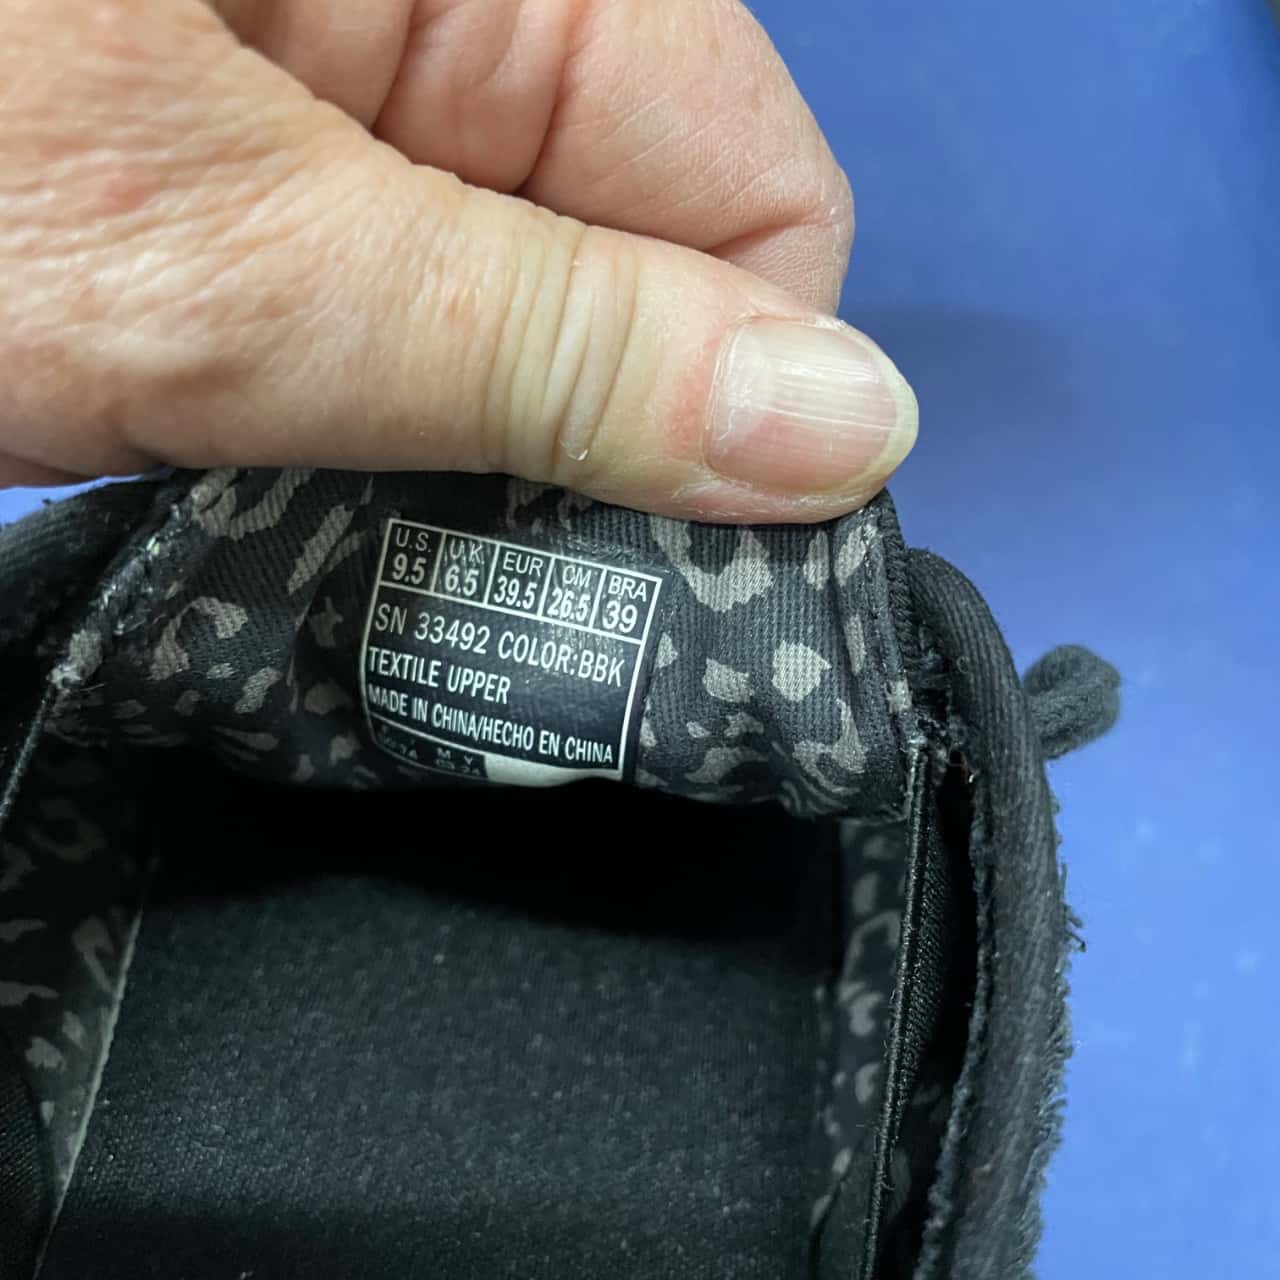 U.S. U.K. EUR CM BRA
9.5 6.5 39.5 26.5 39
SN 33492 COLOR:BBK
TEXTILE UPPER
MADE IN CHINA/HECHO EN CHINA
M Y